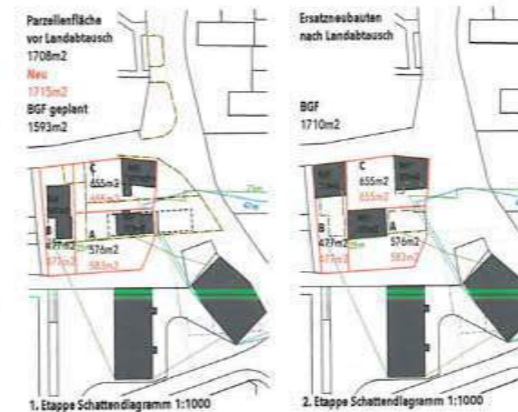 Parzellenfläche
vor Landabtausch
1708m2
Neu
1715m2
BGF geplant
1593m2
C
655m2
655m2
B
477m2
477m2
A
576m2
583m2
1. Etappe Schattendiagramm 1:1000
Ersatzneubauten
nach Landabtausch
BGF
1710m2
C
655m2
655m2
B
477m2
477m2
A
576m2
583m2
2. Etappe Schattendiagramm 1:1000